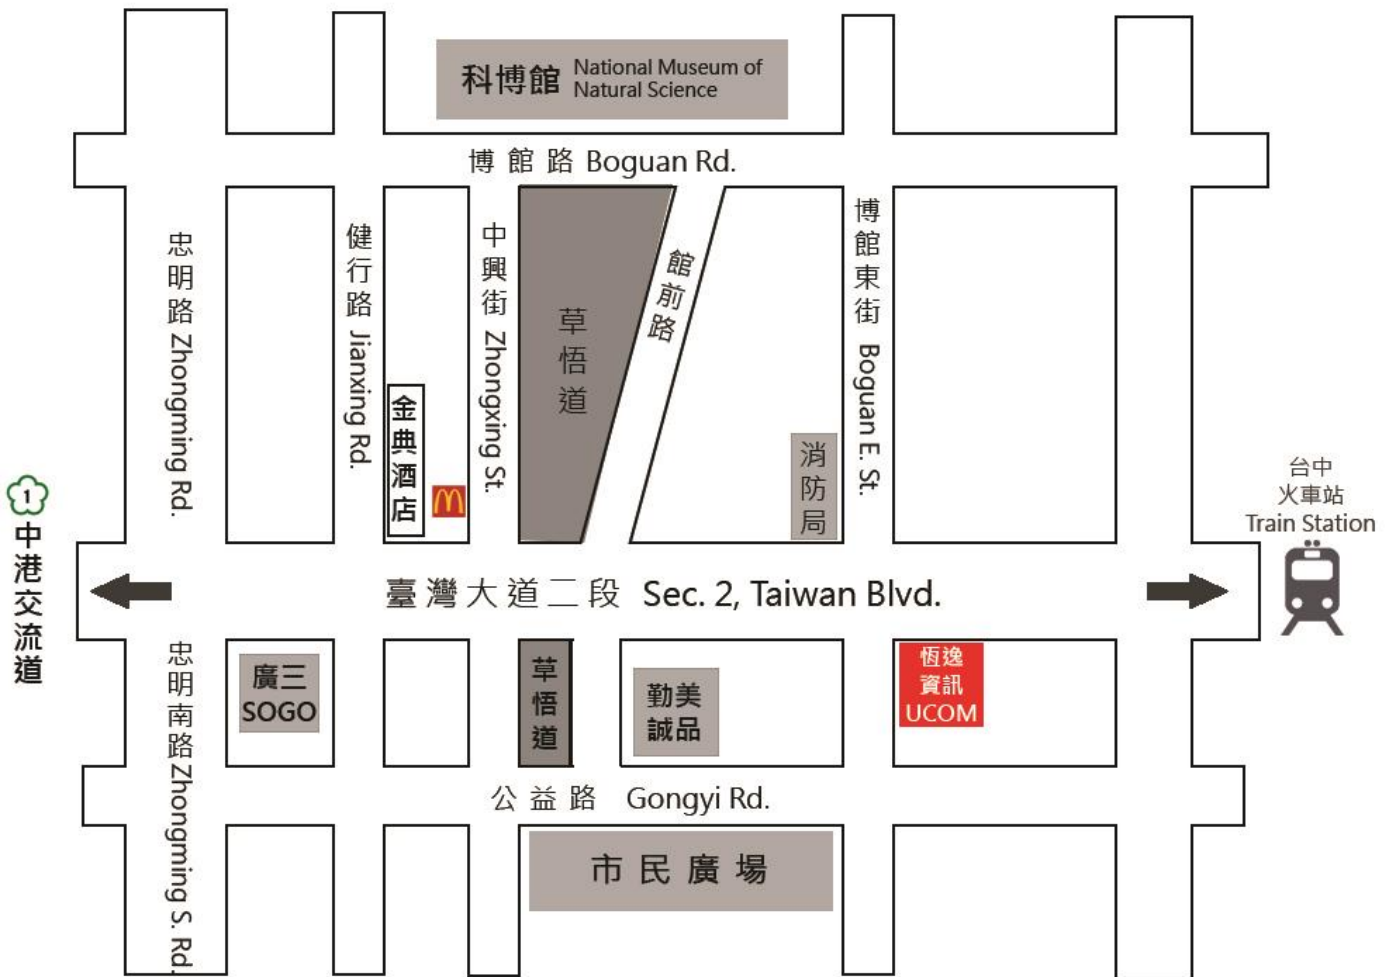 科博館
National Museum of
Natural Science
博館路 Boguan Rd.
忠明路 Zhongming Rd.
健行路 Jianxing Rd.
中興街 Zhongxing St.
草悟道
館前路
博館東街 Boguan E. St.
金典酒店
M
消防局
1
中港交流道
台中
火車站
Train Station
臺灣大道二段 Sec. 2, Taiwan Blvd.
忠明南路 Zhongming S. Rd.
廣三
SOGO
草悟道
勤美
誠品
恆逸
資訊
UCOM
公益路 Gongyi Rd.
市民廣場